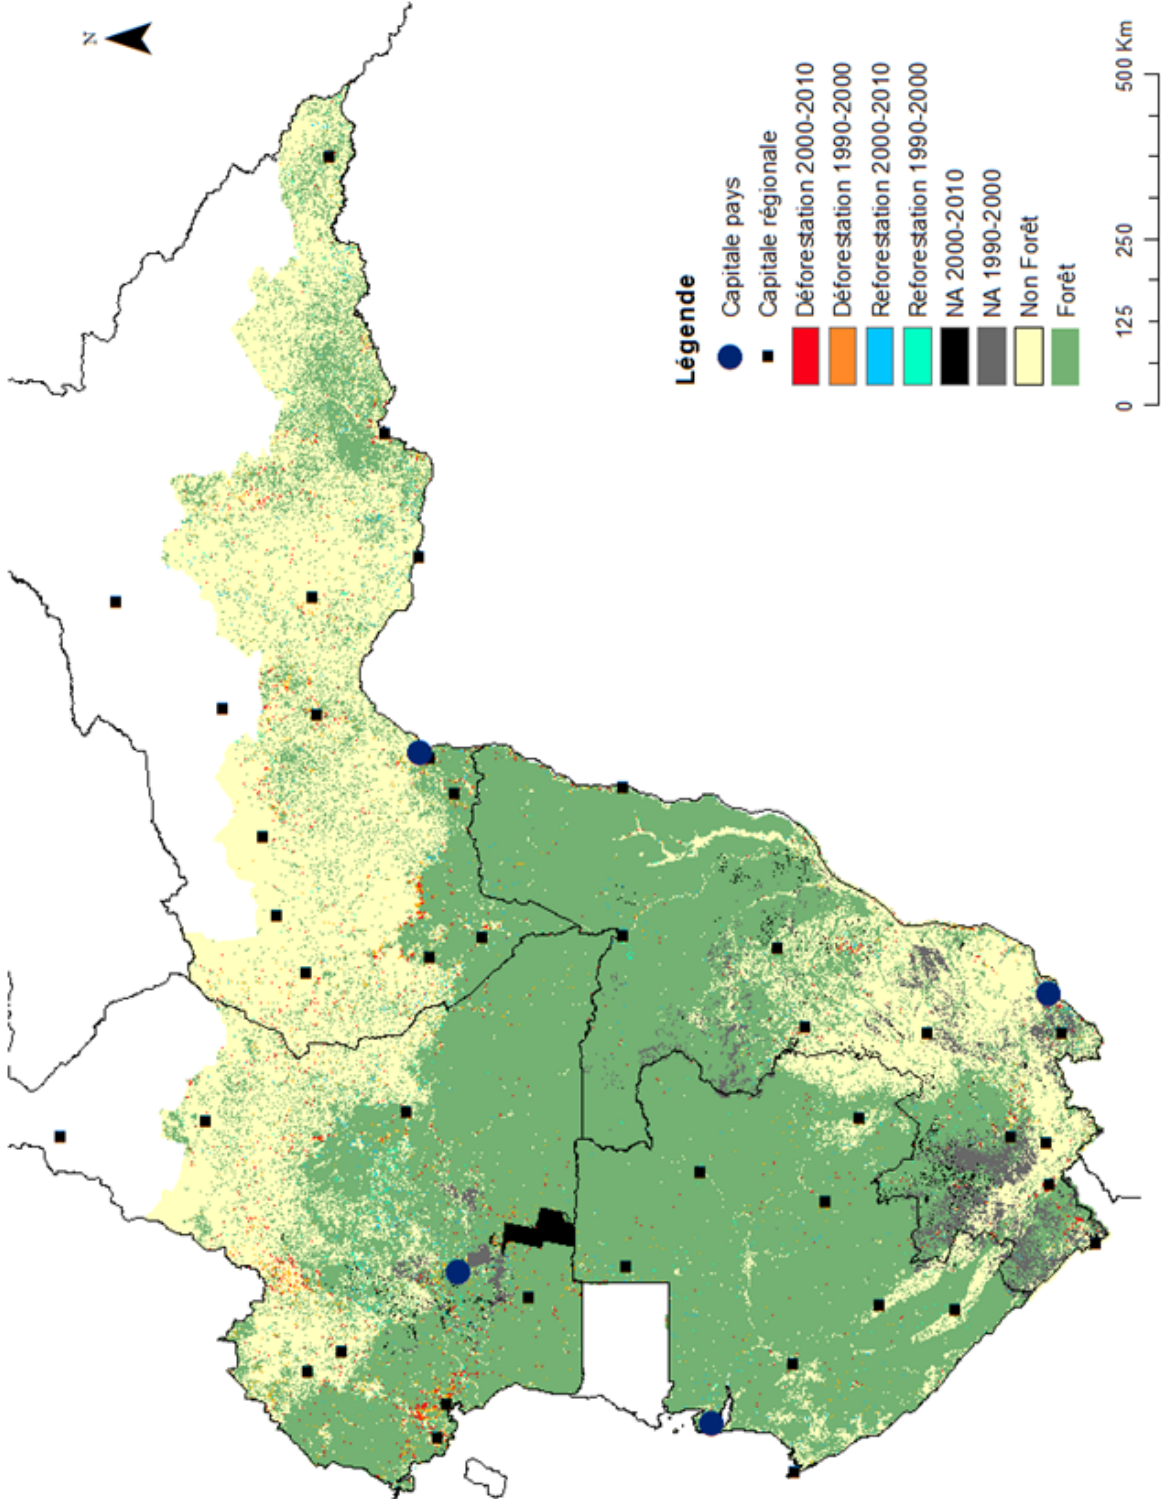 N
Légende
Capitale pays
Capitale régionale
Déforestation 2000-2010
Déforestation 1990-2000
Reforestation 2000-2010
Reforestation 1990-2000
NA 2000-2010
NA 1990-2000
Non Forêt
Forêt
0 125 250 500 Km